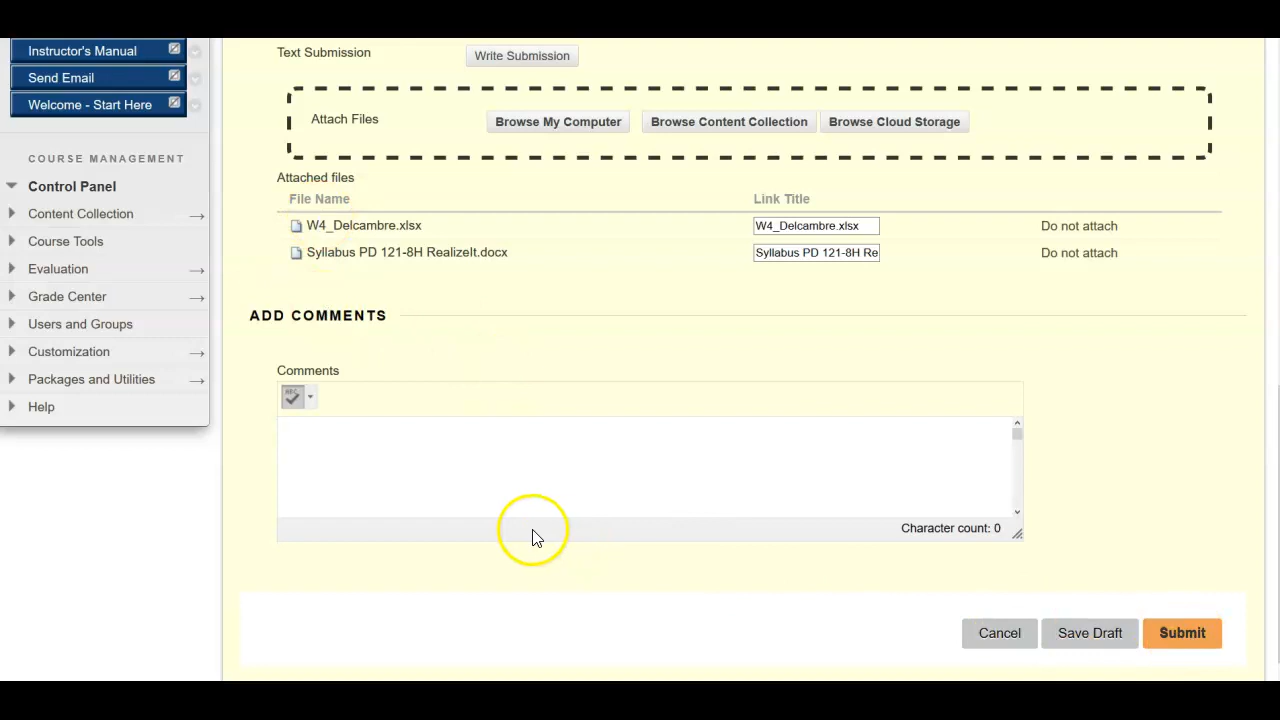 Instructor's Manual
Send Email
Welcome - Start Here
COURSE MANAGEMENT
Control Panel
Content Collection
Course Tools
Evaluation
Grade Center
Users and Groups
Customization
Packages and Utilities
Help
Text Submission
Write Submission
Attach Files
Browse My Computer
Browse Content Collection
Browse Cloud Storage
Attached files
File Name
Link Title
W4_Delcambre.xlsx
W4_Delcambre.xlsx
Do not attach
Syllabus PD 121-8H RealizeIt.docx
Syllabus PD 121-8H Re
Do not attach
ADD COMMENTS
Comments
ABC
Character count: 0
Cancel
Save Draft
Submit